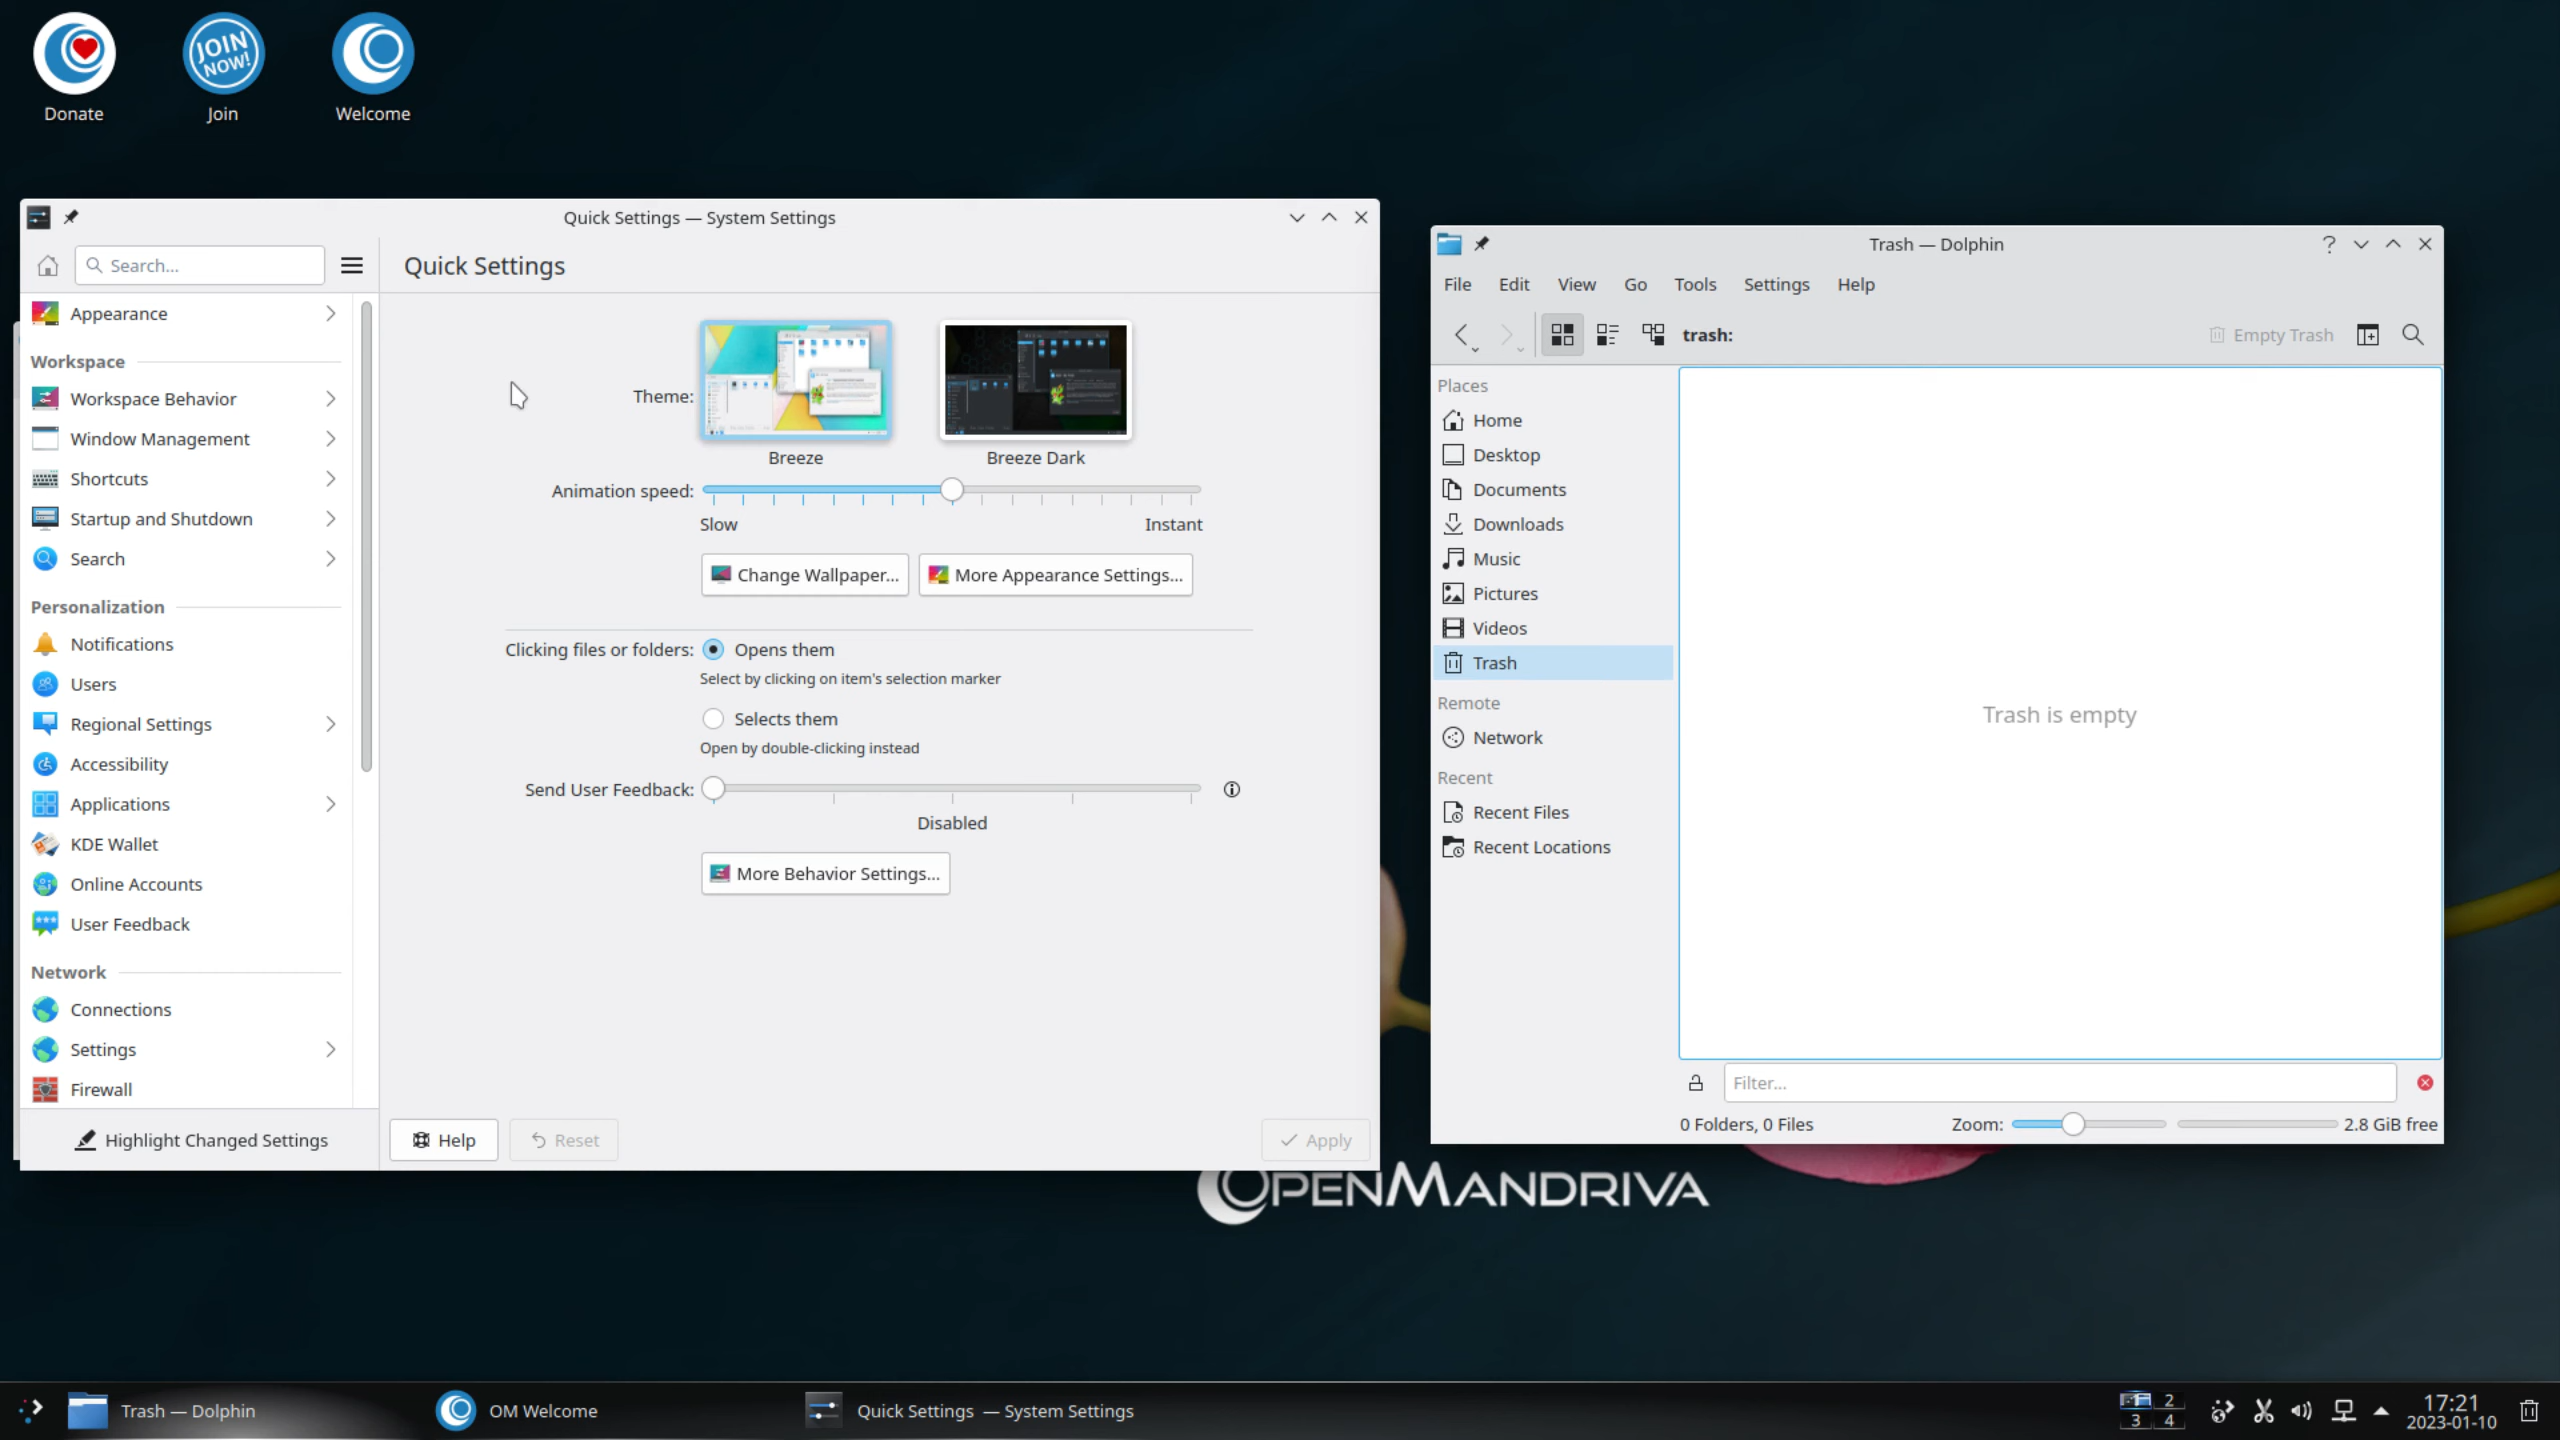 JOIN NOW!
Donate
Join
Welcome
Quick Settings — System Settings
Search...
Quick Settings
Appearance
Workspace
Workspace Behavior
Window Management
Shortcuts
Startup and Shutdown
Search
Personalization
Notifications
Users
Regional Settings
Accessibility
Applications
KDE Wallet
Online Accounts
User Feedback
Network
Connections
Settings
Firewall
Highlight Changed Settings
Theme:
Breeze
Breeze Dark
Animation speed:
Slow
Instant
Change Wallpaper...
More Appearance Settings...
Clicking files or folders:
Opens them
Select by clicking on item's selection marker
Selects them
Open by double-clicking instead
Send User Feedback:
Disabled
More Behavior Settings...
Help
Reset
Apply
Trash — Dolphin
File Edit View Go Tools Settings Help
trash:
Empty Trash
Places
Home
Desktop
Documents
Downloads
Music
Pictures
Videos
Trash
Remote
Network
Recent
Recent Files
Recent Locations
Trash is empty
Filter...
0 Folders, 0 Files
Zoom:
2.8 GiB free
OPENMANDRIVA
Trash — Dolphin
OM Welcome
Quick Settings — System Settings
2
3 4
17:21
2023-01-10